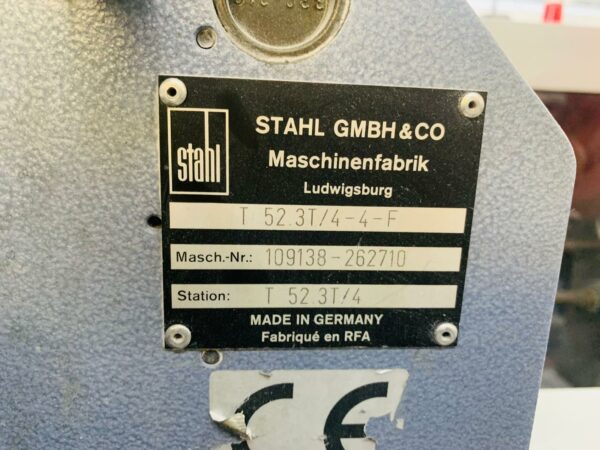 stahl
STAHL GMBH & CO
Maschinenfabrik
Ludwigsburg
T 52.3T/4-4-F
Masch.-Nr.: 109138-262710
Station: T 52.3T/4
MADE IN GERMANY
Fabriqué en RFA
CE